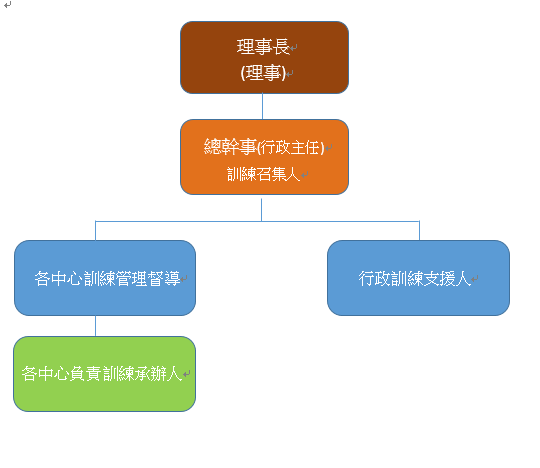 理事長
(理事)
總幹事(行政主任)
訓練召集人
各中心訓練管理督導
行政訓練支援人
各中心負責訓練承辦人